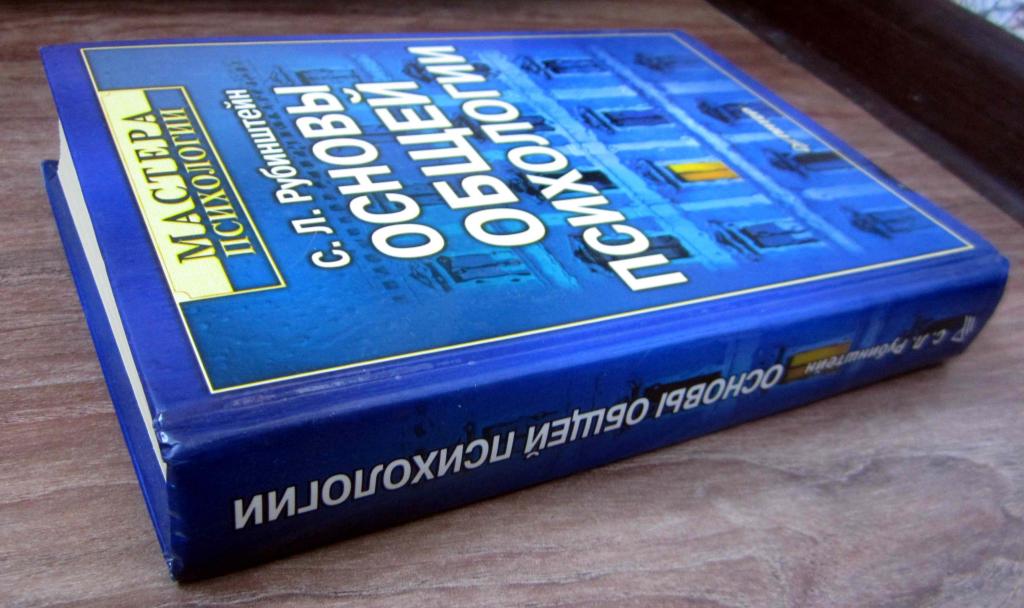 МАСТЕРА
ПСИХОЛОГИИ
С. Л. Рубинштейн
ОСНОВЫ
ОБЩЕЙ
ПСИХОЛОГИИ
С. Л. Рубинштейн ОСНОВЫ ОБЩЕЙ ПСИХОЛОГИИ